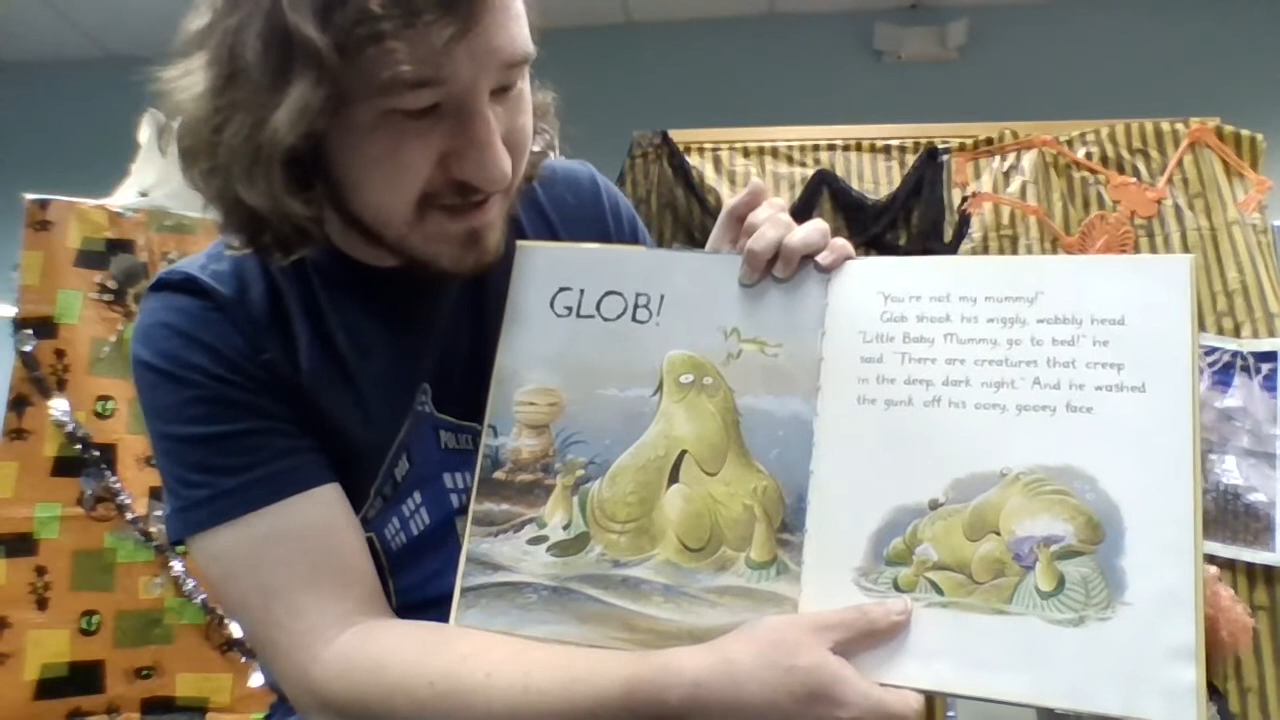 GLOB!
"You're not my mummy!"
Glob shook his wiggly, wobbly head.
"Little Baby Mummy, go to bed!" he
said. "There are creatures that creep
in the deep, dark night." And he washed
the gunk off his ooey, gooey face.
POLICE
BOX